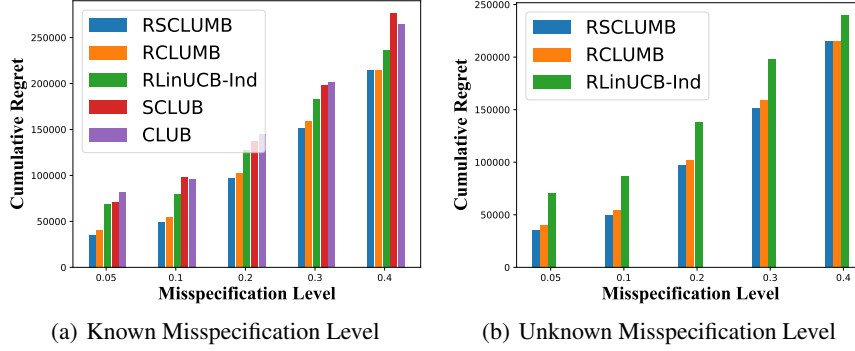 RSCLUMB
RCLUMB
RLinUCB-Ind
SCLUB
CLUB
Cumulative Regret
250000
200000
150000
100000
50000
0
0.05 0.1 0.2 0.3 0.4
Misspecification Level
(a) Known Misspecification Level
RSCLUMB
RCLUMB
RLinUCB-Ind
Cumulative Regret
250000
200000
150000
100000
50000
0
0.05 0.1 0.2 0.3 0.4
Misspecification Level
(b) Unknown Misspecification Level